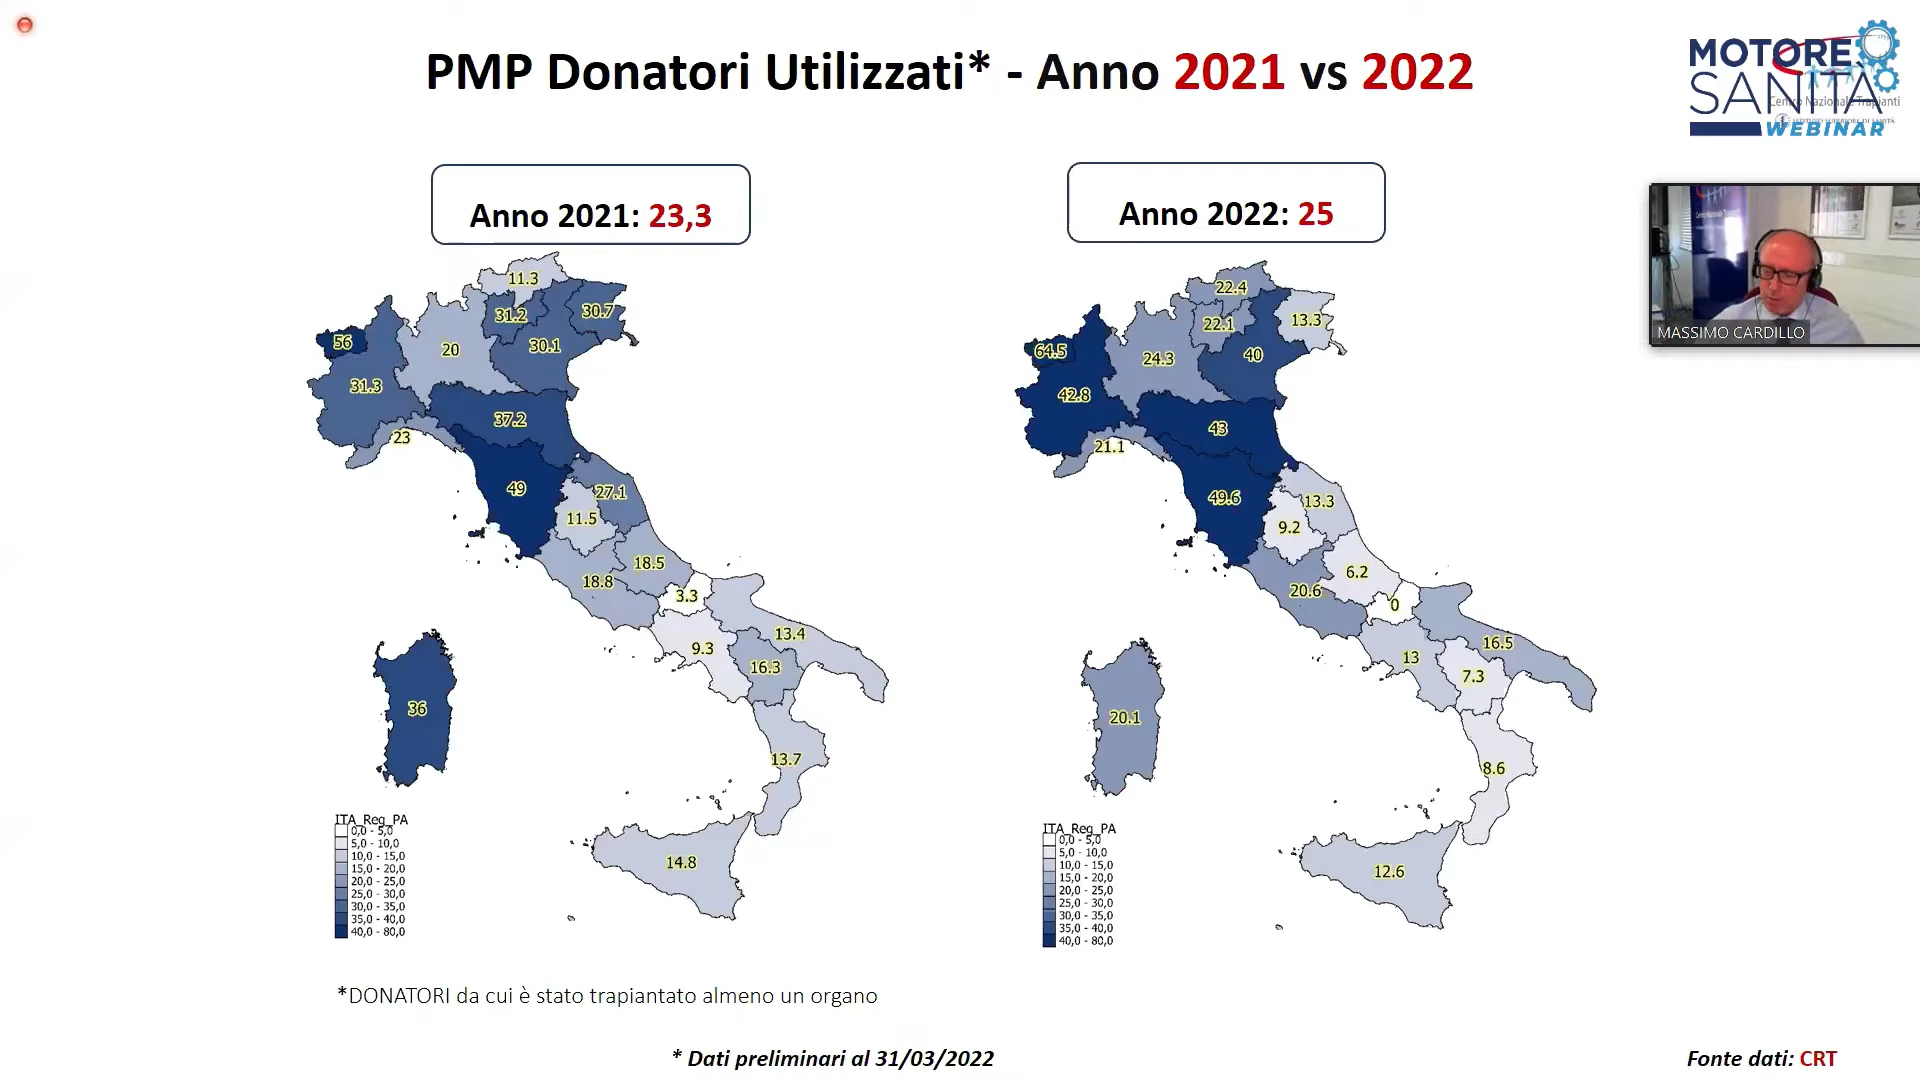 PMP Donatori Utilizzati* - Anno 2021 vs 2022
MOTORE
SANITÀ
Centro Nazionale Trapianti
WEBINAR
Anno 2021: 23,3
Anno 2022: 25
MASSIMO CARDILLO
11.3
31.2
30.7
56
20
30.1
31.3
37.2
23
49
27.1
11.5
18.5
18.8
3.3
13.4
9.3
16.3
36
13.7
14.8
ITA_Reg_PA
0,0 - 5,0
5,0 - 10,0
10,0 - 15,0
15,0 - 20,0
20,0 - 25,0
25,0 - 30,0
30,0 - 35,0
35,0 - 40,0
40,0 - 80,0
22.4
22.1
13.3
64.5
24.3
40
42.8
43
21.1
49.6
13.3
9.2
6.2
20.6
0
16.5
13
7.3
20.1
8.6
12.6
ITA_Reg_PA
0,0 - 5,0
5,0 - 10,0
10,0 - 15,0
15,0 - 20,0
20,0 - 25,0
25,0 - 30,0
30,0 - 35,0
35,0 - 40,0
40,0 - 80,0
*DONATORI da cui è stato trapiantato almeno un organo
* Dati preliminari al 31/03/2022
Fonte dati: CRT